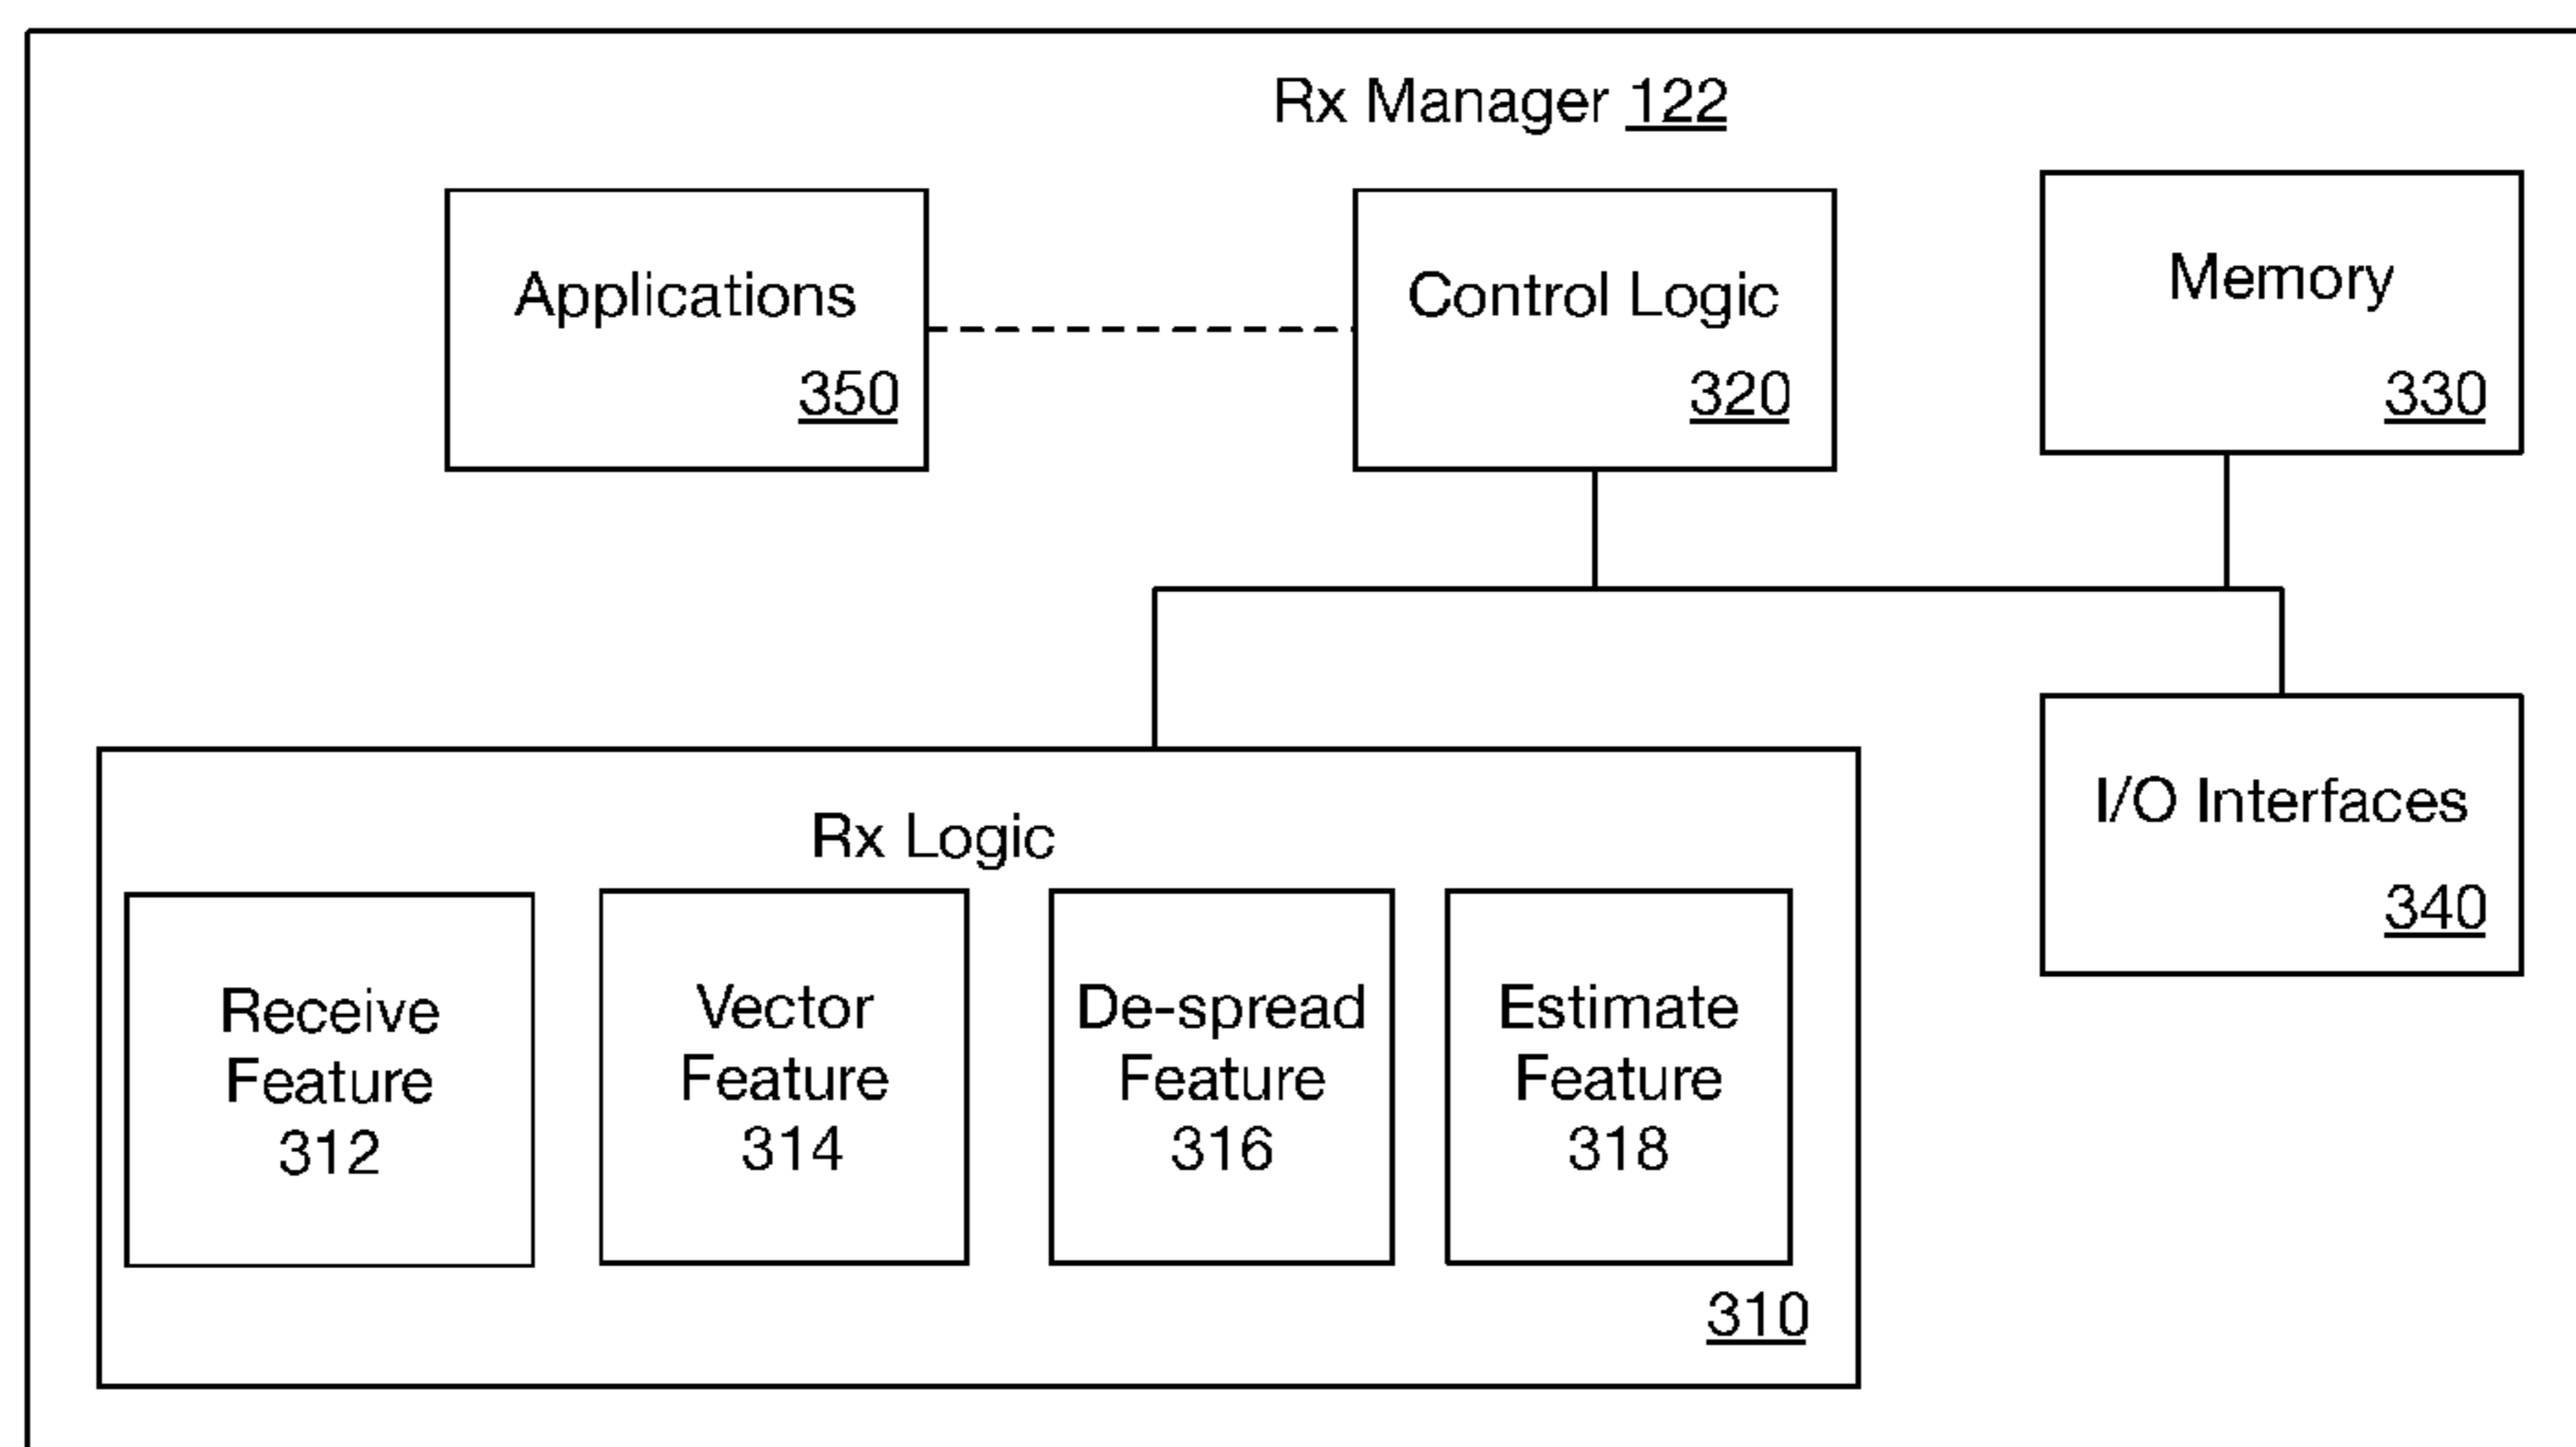 Rx Manager 122
Applications
350
Control Logic
320
Memory
330
Rx Logic
Receive
Feature
312
Vector
Feature
314
De-spread
Feature
316
Estimate
Feature
318
310
I/O Interfaces
340